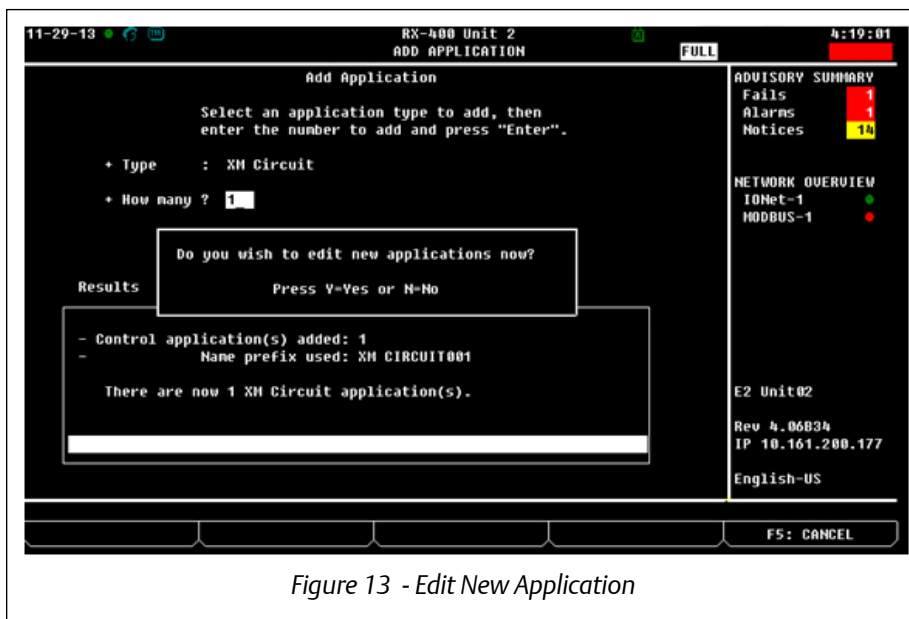 11-29-13
RX-400 Unit 2
4:19:01
ADD APPLICATION
FULL
Add Application
Select an application type to add, then
enter the number to add and press "Enter".
+ Type : XM Circuit
+ How many ? 1_
Do you wish to edit new applications now?
Press Y=Yes or N=No
Results
- Control application(s) added: 1
- Name prefix used: XM CIRCUIT001
There are now 1 XM Circuit application(s).
ADVISORY SUMMARY
Fails 1
Alarms 1
Notices 14
NETWORK OVERVIEW
IONet-1
MODBUS-1
E2 Unit02
Rev 4.06B34
IP 10.161.200.177
English-US
F5: CANCEL
Figure 13 - Edit New Application